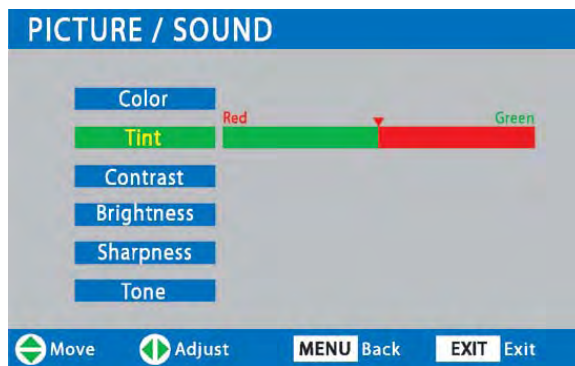 PICTURE / SOUND
Color
Red Green
Tint
Contrast
Brightness
Sharpness
Tone
Move Adjust MENU Back EXIT Exit